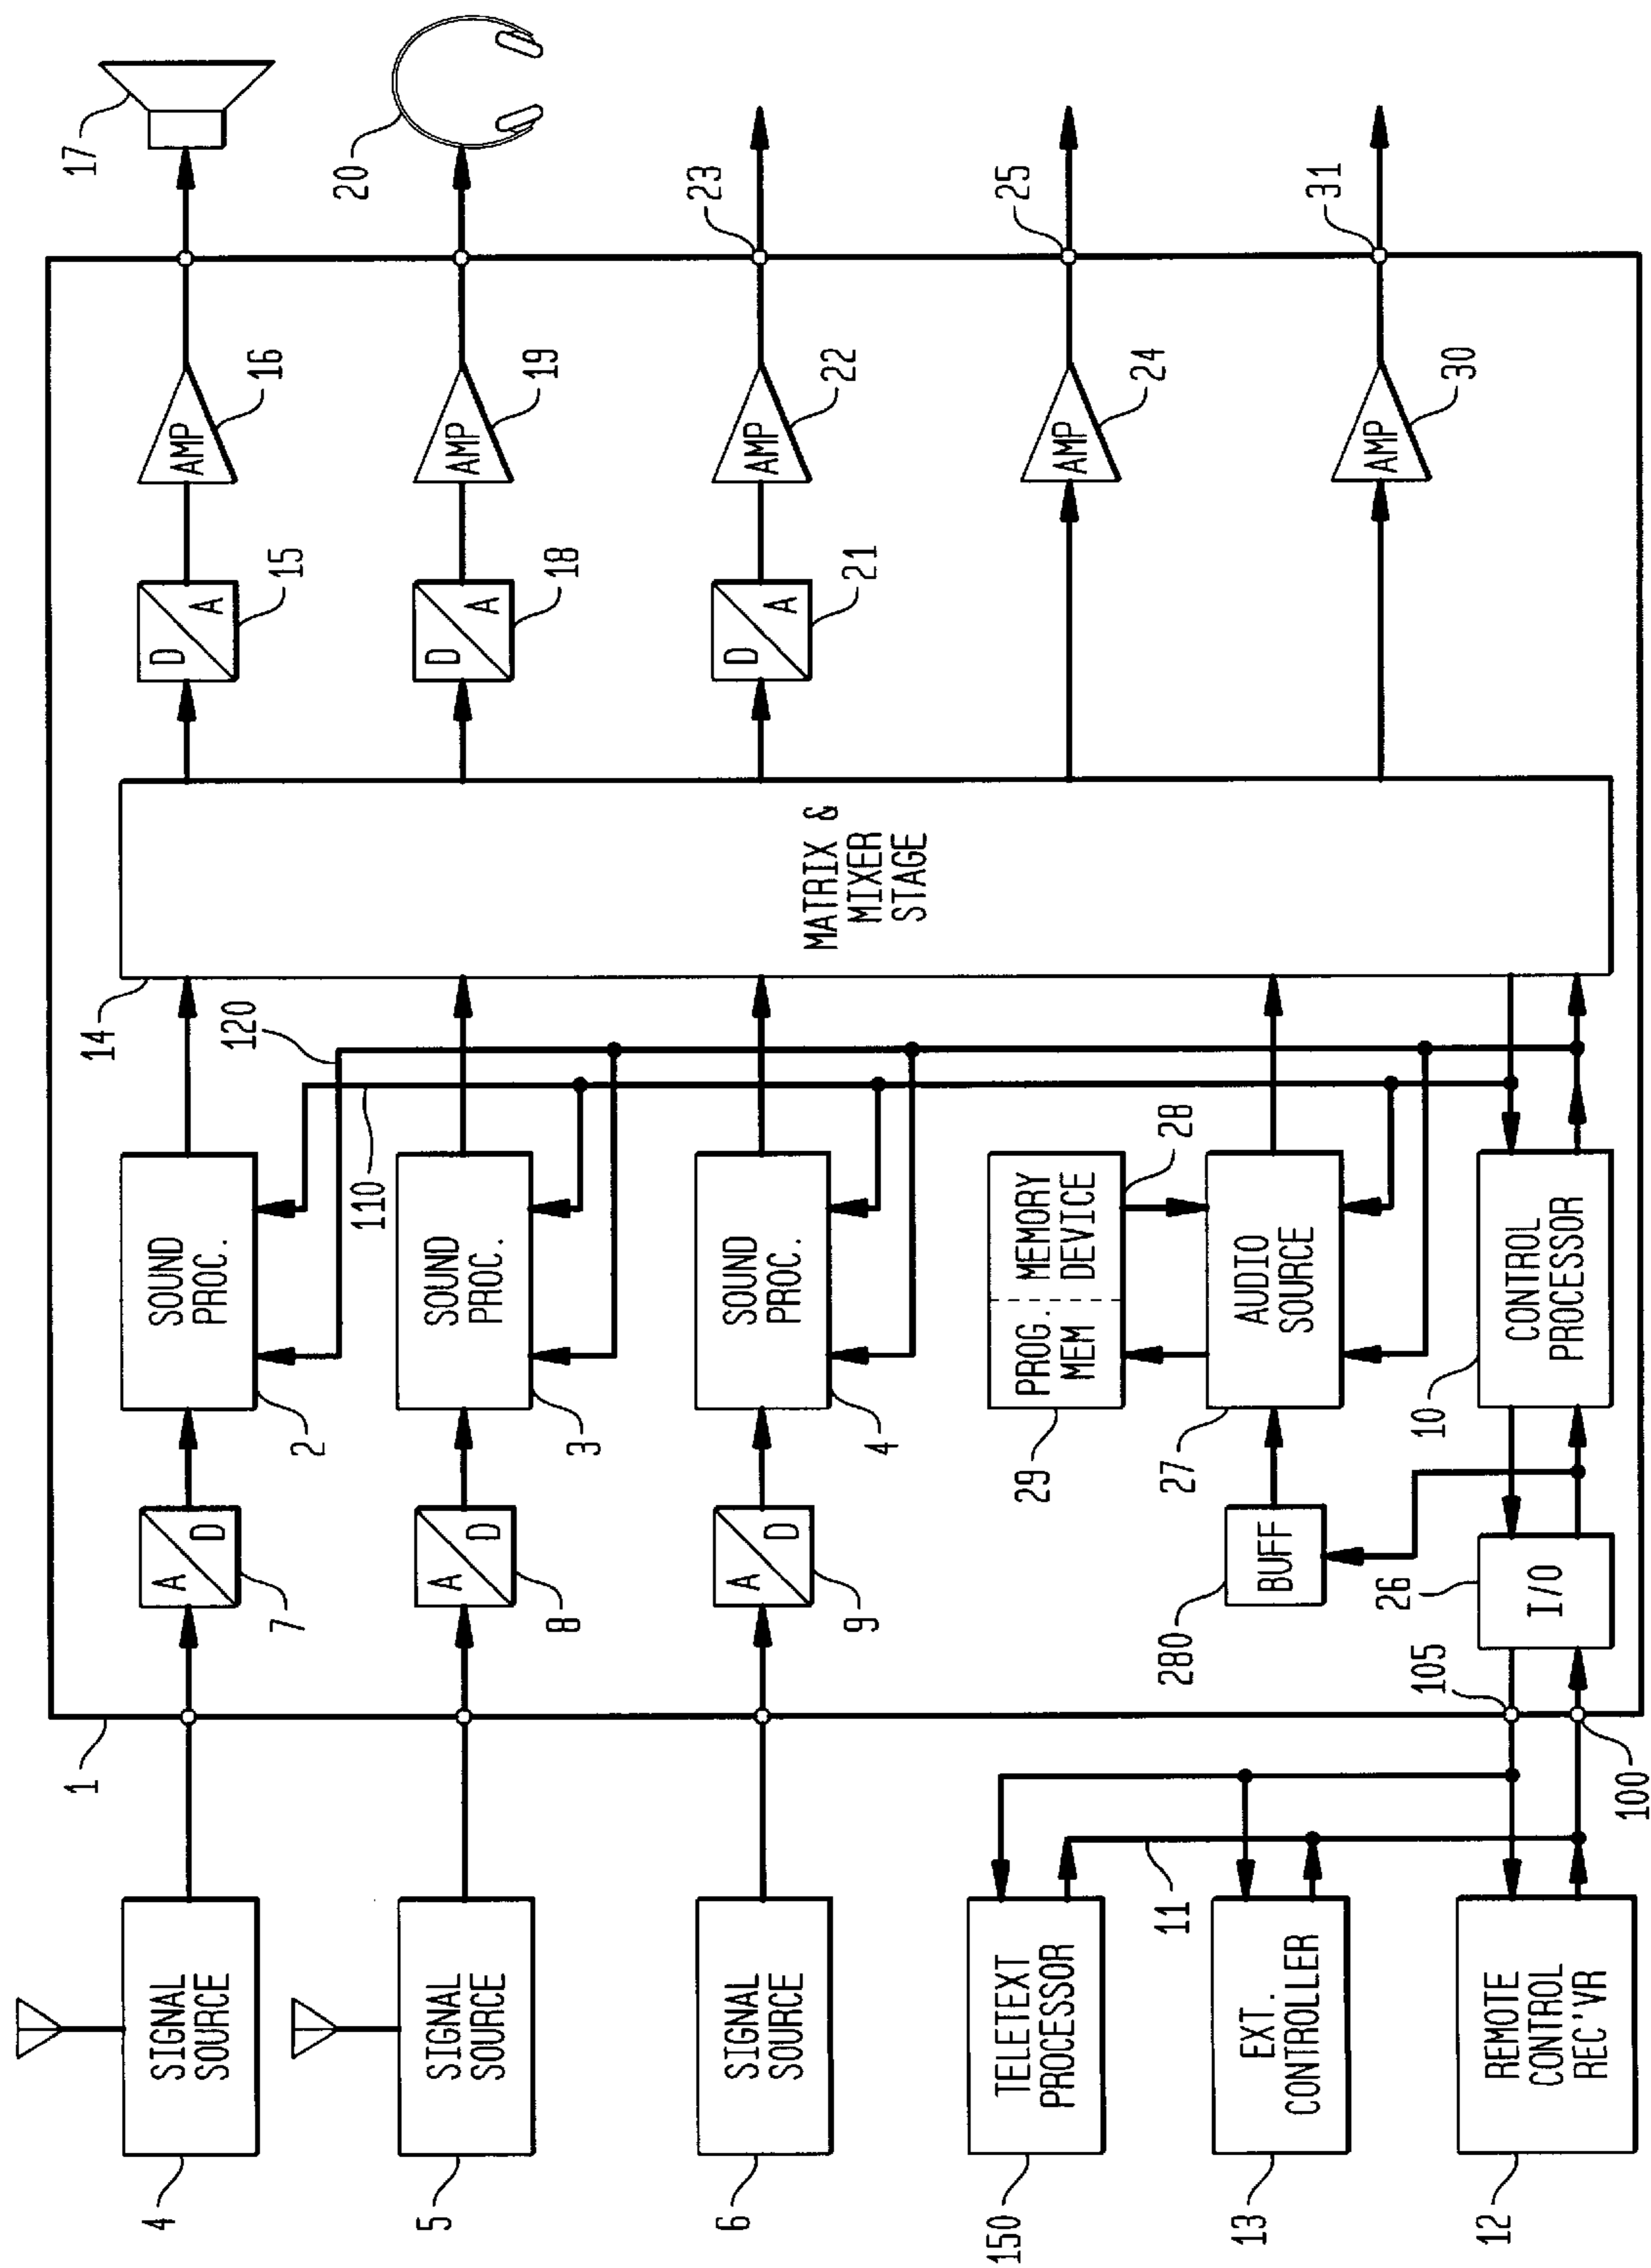 1
4
SIGNAL
SOURCE
A
D
7
SOUND
PROC.
2
14
120
110
D
A
15
AMP
16
17
5
SIGNAL
SOURCE
A
D
8
SOUND
PROC.
3
D
A
18
AMP
19
20
6
SIGNAL
SOURCE
A
D
9
SOUND
PROC.
4
MATRIX &
MIXER
STAGE
D
A
21
AMP
22
23
150
TELETEXT
PROCESSOR
29
PROG.
MEM
MEMORY
DEVICE
28
AMP
24
25
13
EXT.
CONTROLLER
11
280
BUFF
27
AUDIO
SOURCE
AMP
30
31
12
REMOTE
CONTROL
REC'VR
105
100
26
I/O
10
CONTROL
PROCESSOR